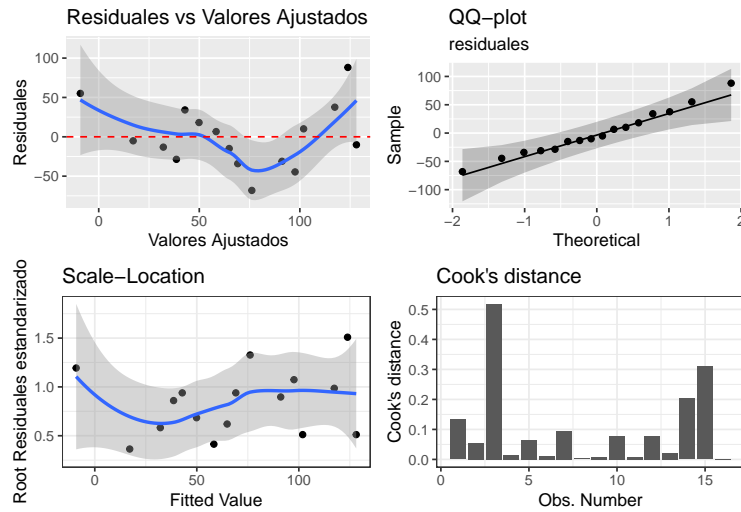 Residuales vs Valores Ajustados
Residuales
100
50
0
−50
0
50
100
Valores Ajustados
QQ−plot
residuales
Sample
100
50
0
−50
−100
−2
−1
0
1
2
Theoretical
Scale−Location
Root Residuales estandarizado
1.5
1.0
0.5
0
50
100
Fitted Value
Cook's distance
Cook's distance
0.5
0.4
0.3
0.2
0.1
0.0
0
5
10
15
Obs. Number